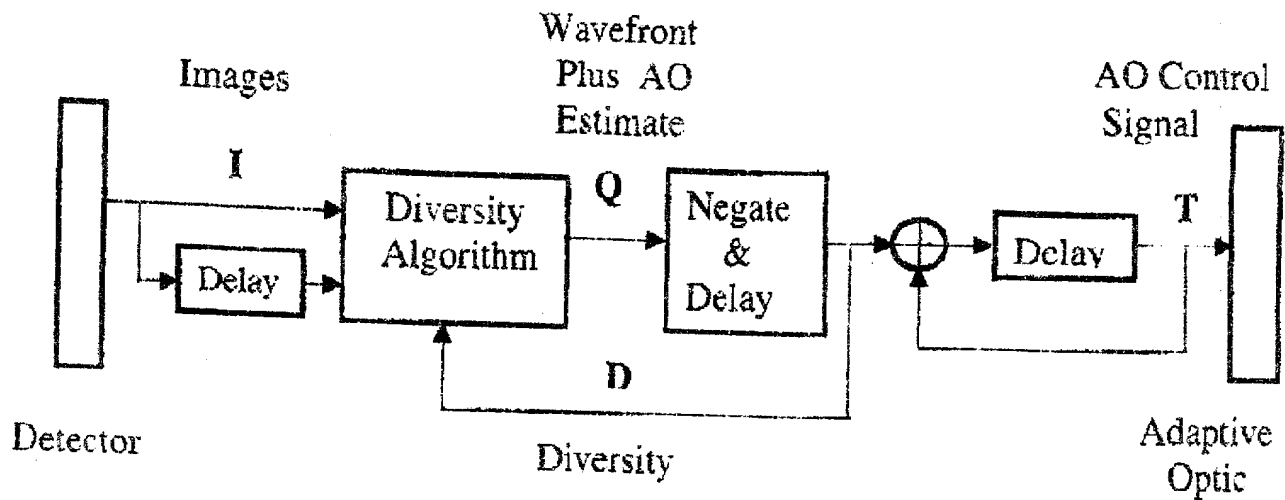 Wavefront
Plus AO
Estimate
Images
AO Control
Signal
I
Q
T
Diversity
Algorithm
Negate
&
Delay
Delay
Delay
D
Detector
Diversity
Adaptive
Optic